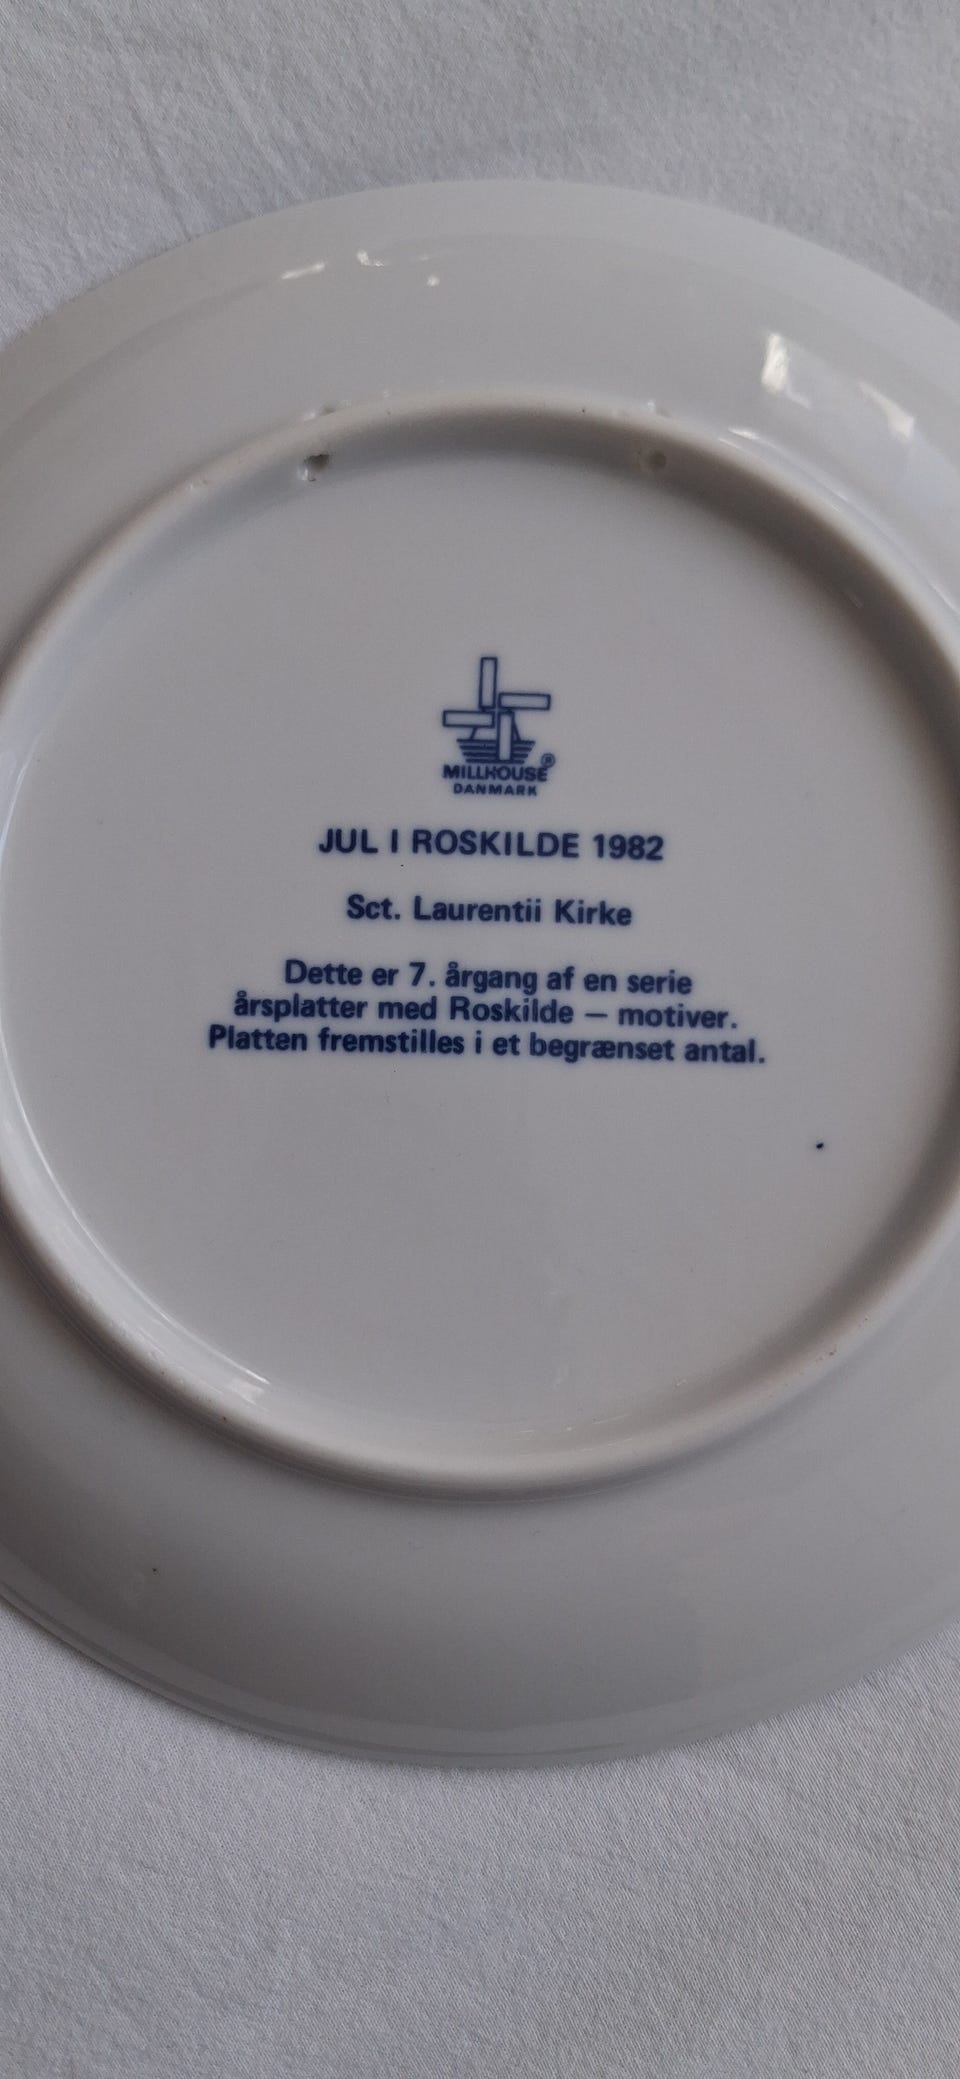 MILLHOUSE ®
DANMARK
JUL I ROSKILDE 1982
Sct. Laurentii Kirke
Dette er 7. årgang af en serie
årsplatter med Roskilde — motiver.
Platten fremstilles i et begrænset antal.